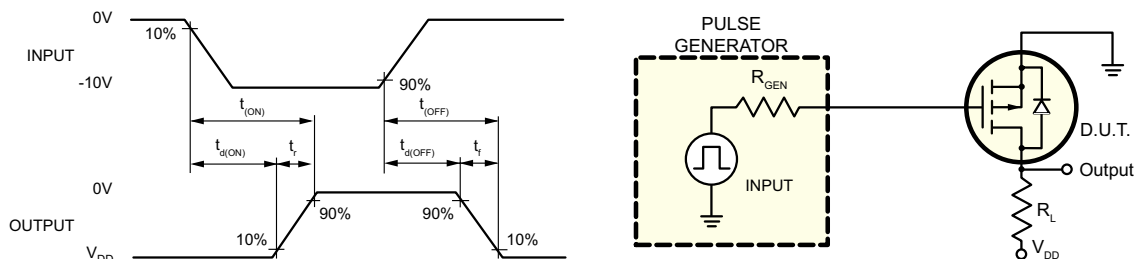 0V
10%
INPUT
-10V
90%
t(ON)
t(OFF)
td(ON)
tr
td(OFF)
tf
0V
90%
90%
OUTPUT
10%
10%
VDD
PULSE
GENERATOR
RGEN
INPUT
D.U.T.
Output
RL
VDD